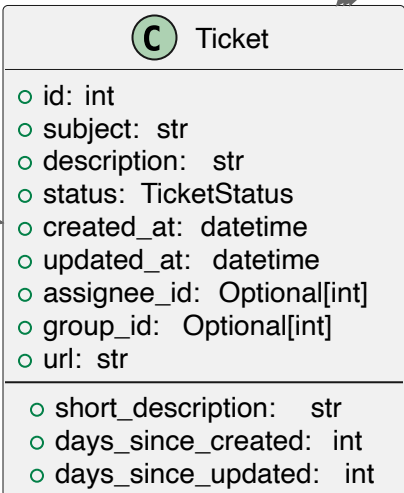 C Ticket
id: int
subject: str
description: str
status: TicketStatus
created_at: datetime
updated_at: datetime
assignee_id: Optional[int]
group_id: Optional[int]
url: str
short_description: str
days_since_created: int
days_since_updated: int